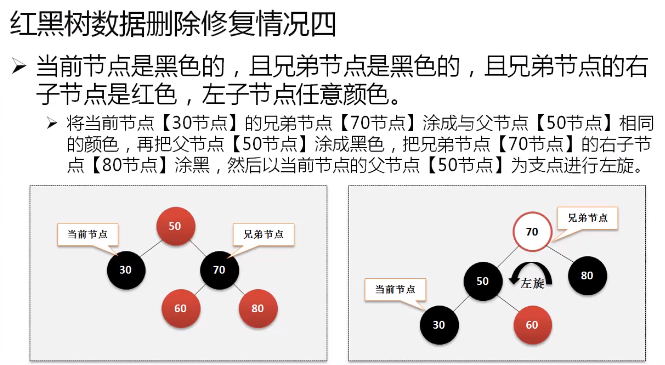 红黑树数据删除修复情况四
当前节点是黑色的，且兄弟节点是黑色的，且兄弟节点的右
子节点是红色，左子节点任意颜色。
将当前节点【30节点】的兄弟节点【70节点】涂成与父节点【50节点】相同
的颜色，再把父节点【50节点】涂成黑色，把兄弟节点【70节点】的右子节
点【80节点】涂黑，然后以当前节点的父节点【50节点】为支点进行左旋。
当前节点
50
兄弟节点
30
70
60
80
兄弟节点
70
50
左旋
80
当前节点
30
60